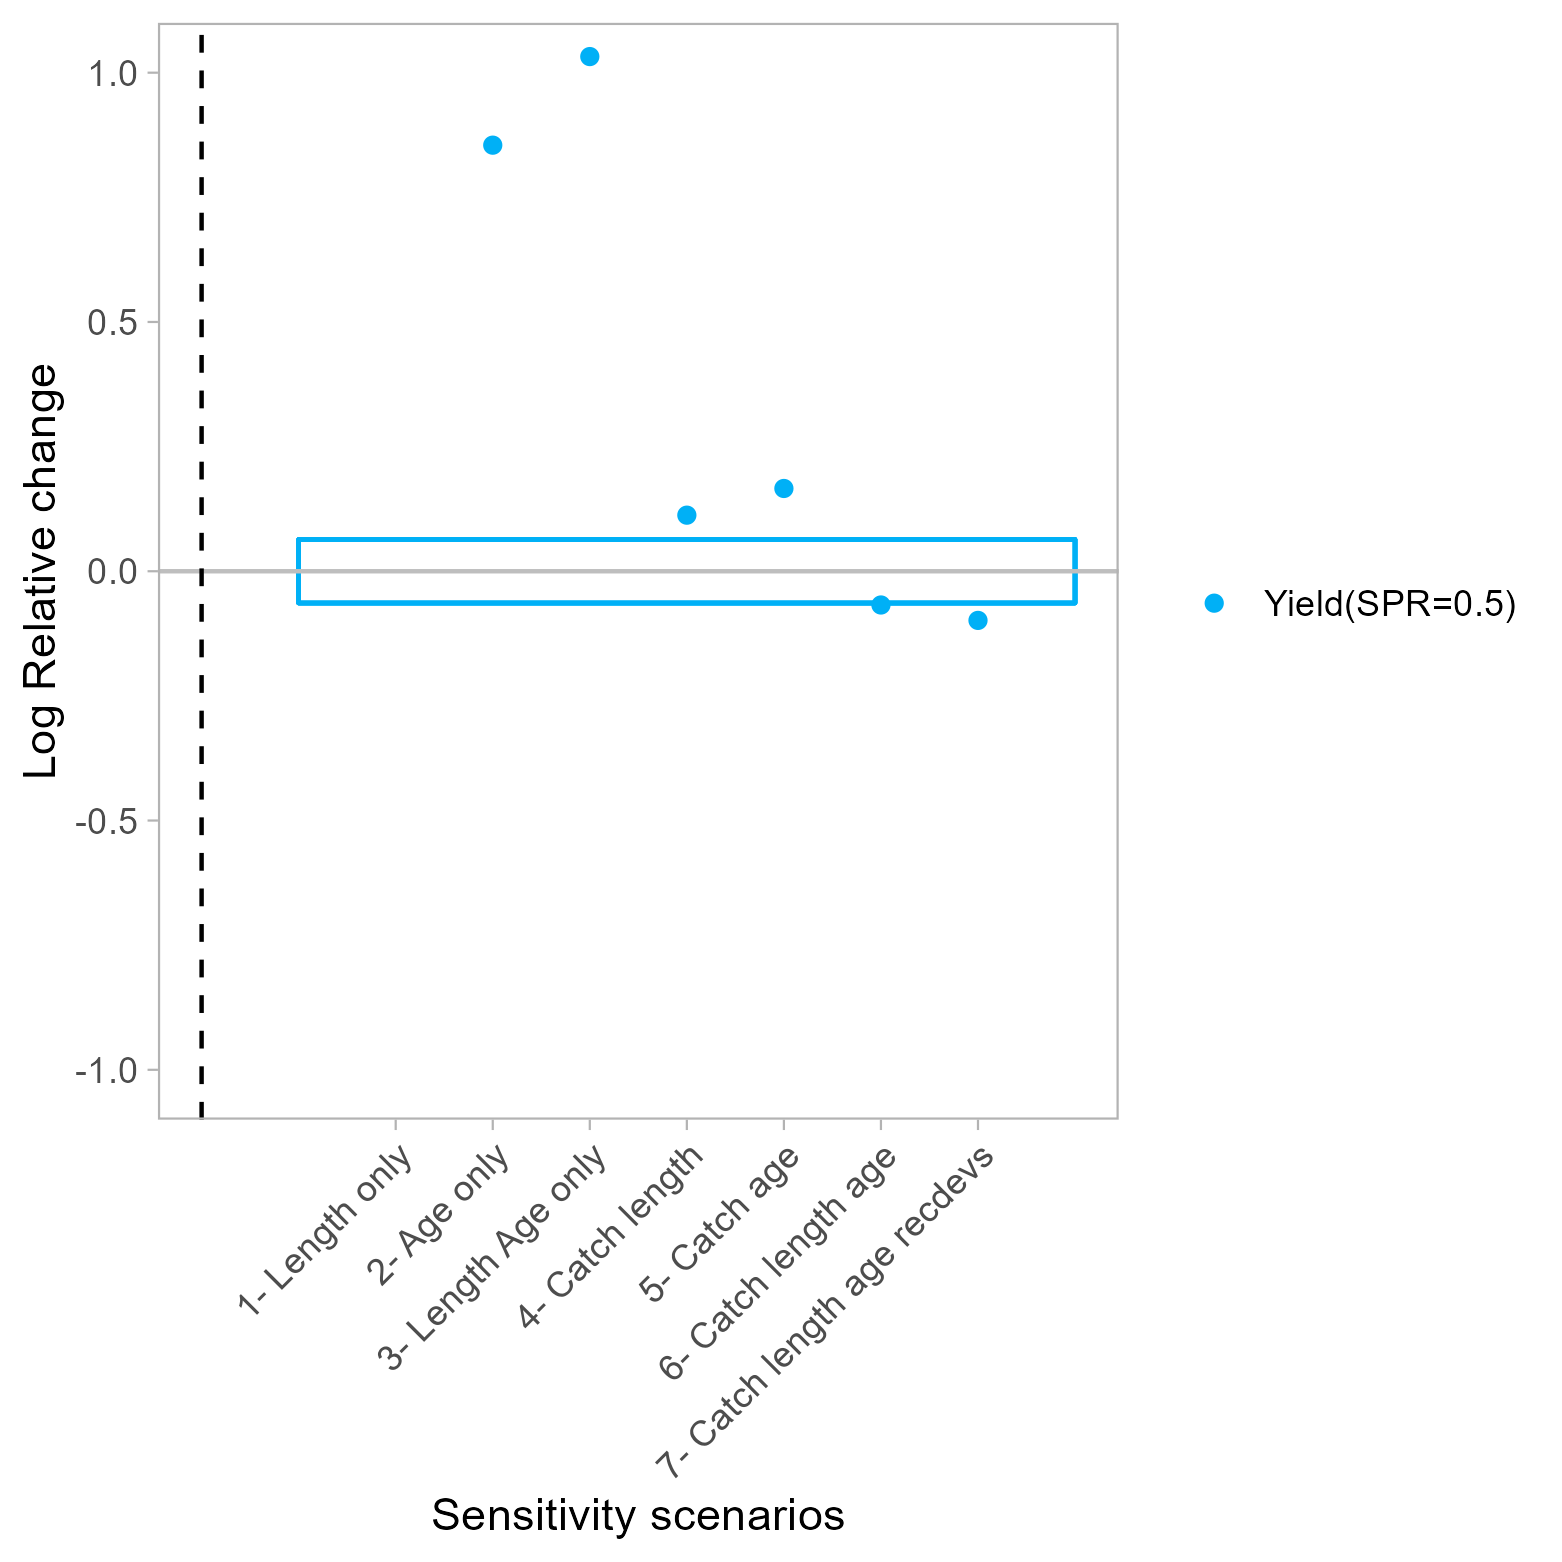 Log Relative change
1.0
0.5
0.0
-0.5
-1.0
1- Length only
2- Age only
3- Length Age only
4- Catch length
5- Catch age
6- Catch length age
7- Catch length age recdevs
Sensitivity scenarios
Yield(SPR=0.5)